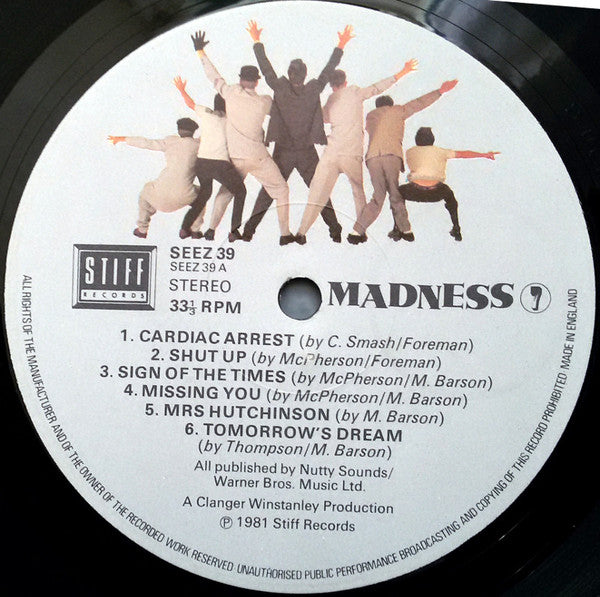 STIFF
RECORDS
SEEZ 39
SEEZ 39 A
STEREO
33⅓ RPM
MADNESS 7
1. CARDIAC ARREST (by C. Smash/Foreman)
2. SHUT UP (by McPherson/Foreman)
3. SIGN OF THE TIMES (by McPherson/M. Barson)
4. MISSING YOU (by McPherson/M. Barson)
5. MRS HUTCHINSON (by M. Barson)
6. TOMORROW'S DREAM
(by Thompson/M. Barson)
All published by Nutty Sounds/
Warner Bros. Music Ltd.
A Clanger Winstanley Production
℗ 1981 Stiff Records
ALL RIGHTS OF THE MANUFACTURER AND OF THE OWNER OF THE RECORDED WORK RESERVED·UNAUTHORISED PUBLIC PERFORMANCE BROADCASTING AND COPYING OF THIS RECORD PROHIBITED MADE IN ENGLAND